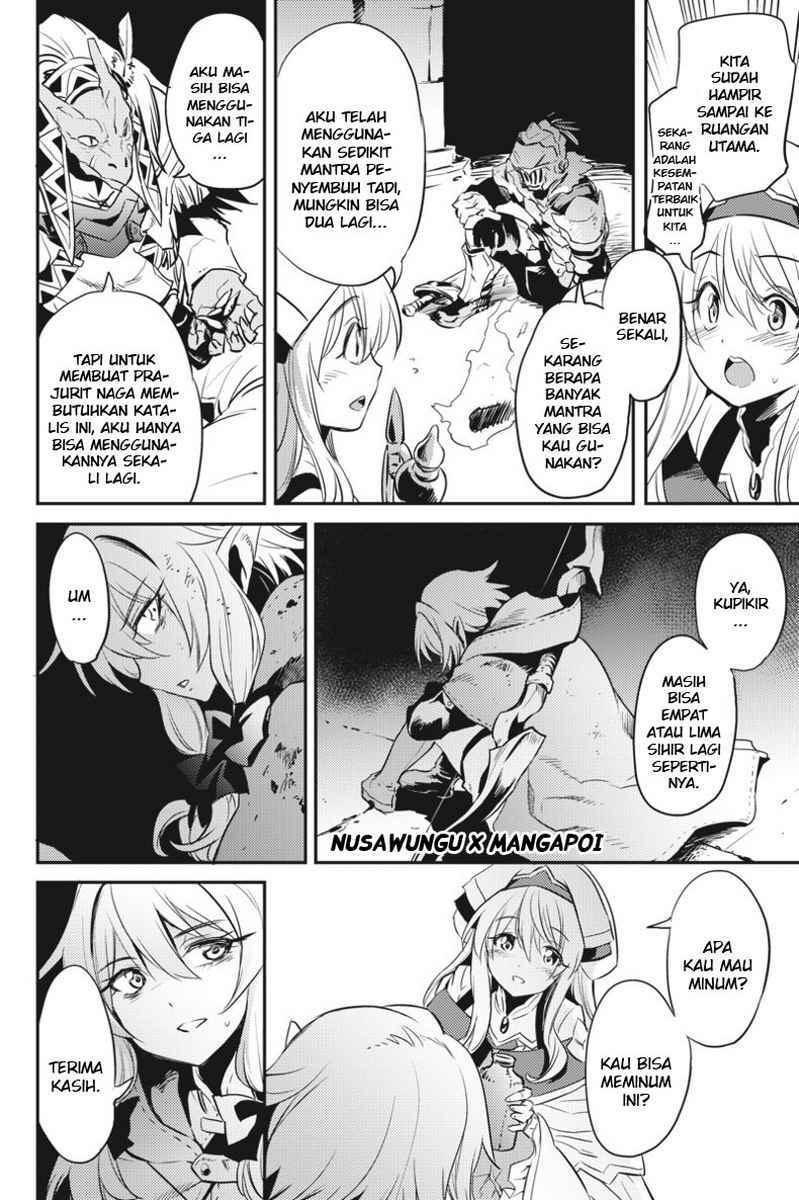 KITA
SUDAH
HAMPIR
SAMPAI KE
RUANGAN
UTAMA.
SEKA-
RANG
ADALAH
KESEM-
PATAN
TERBAIK
UNTUK
KITA
...
BENAR
SEKALI,
SE-
KARANG
BERAPA
BANYAK
MANTRA
YANG BISA
KAU GU-
NAKAN?
AKU TELAH
MENGGUNA-
KAN SEDIKIT
MANTRA PE-
NYEMBUH TADI,
MUNGKIN BISA
DUA LAGI...
AKU MA-
SIH BISA
MENGGU-
NAKAN TI-
GA LAGI
...
TAPI UNTUK
MEMBUAT PRA-
JURIT NAGA MEM-
BUTUHKAN KATA-
LIS INI, AKU HANYA
BISA MENGGUNA-
KANNYA SEKA-
LI LAGI.
YA,
KUPIKIR
...
MASIH
BISA
EMPAT
ATAU LIMA
SIHIR LAGI
SEPERTI-
NYA.
NUSAWUNGU X MANGAPOI
UM
...
APA
KAU MAU
MINUM?
KAU BISA
MEMINUM
INI?
TERIMA
KASIH.